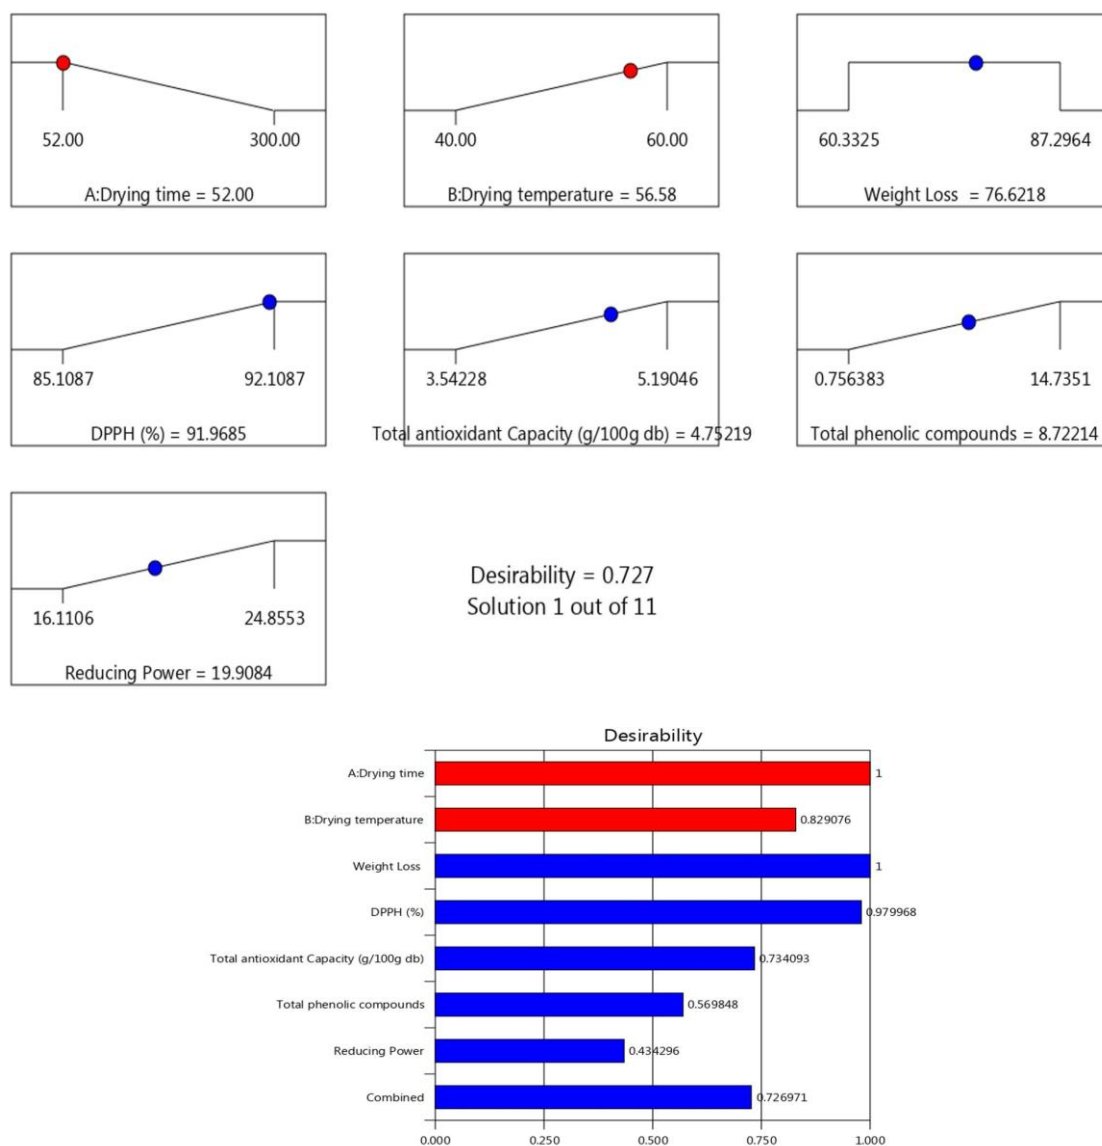 52.00 300.00
A:Drying time = 52.00
40.00 60.00
B:Drying temperature = 56.58
60.3325 87.2964
Weight Loss = 76.6218
85.1087 92.1087
DPPH (%) = 91.9685
3.54228 5.19046
Total antioxidant Capacity (g/100g db) = 4.75219
0.756383 14.7351
Total phenolic compounds = 8.72214
16.1106 24.8553
Reducing Power = 19.9084
Desirability = 0.727
Solution 1 out of 11
Desirability
A:Drying time 1
B:Drying temperature 0.829076
Weight Loss 1
DPPH (%) 0.979968
Total antioxidant Capacity (g/100g db) 0.734093
Total phenolic compounds 0.569848
Reducing Power 0.434296
Combined 0.726971
0.000 0.250 0.500 0.750 1.000